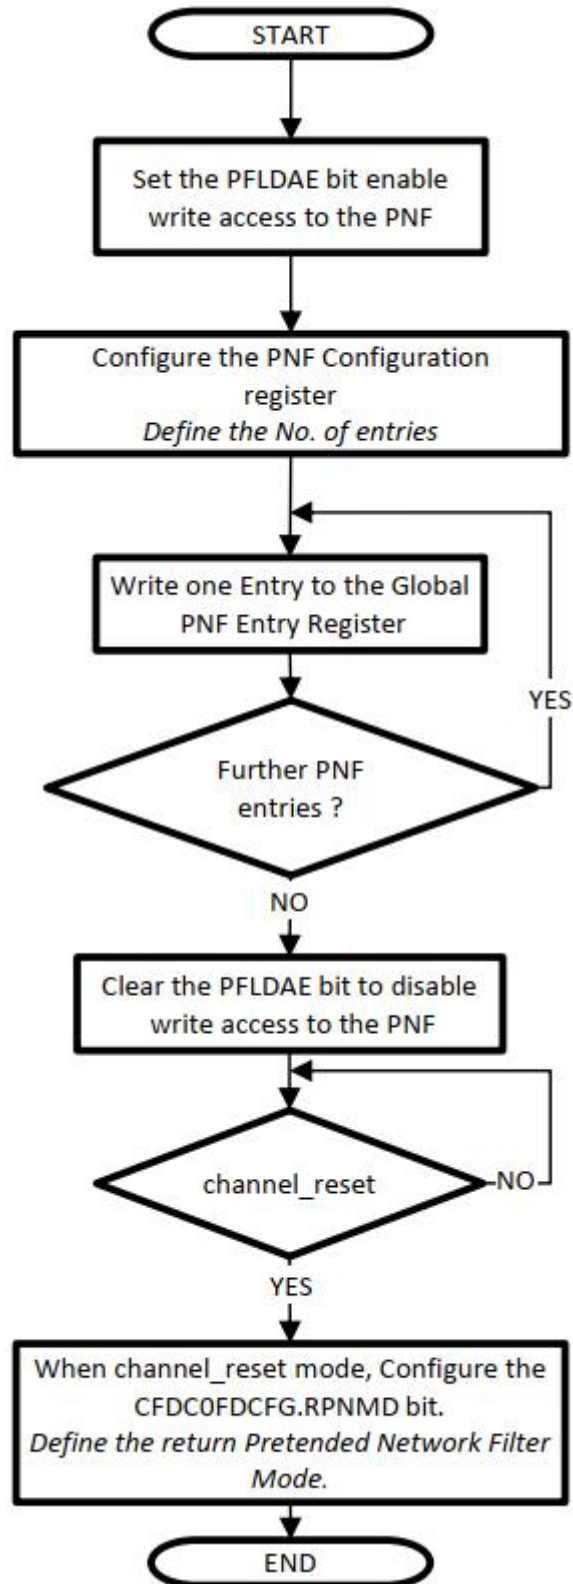 START
Set the PFLDAE bit enable
write access to the PNF
Configure the PNF Configuration
register
Define the No. of entries
Write one Entry to the Global
PNF Entry Register
YES
Further PNF
entries ?
NO
Clear the PFLDAE bit to disable
write access to the PNF
channel_reset
NO
YES
When channel_reset mode, Configure the
CFDC0FDCFG.RPNMD bit.
Define the return Pretended Network Filter
Mode.
END